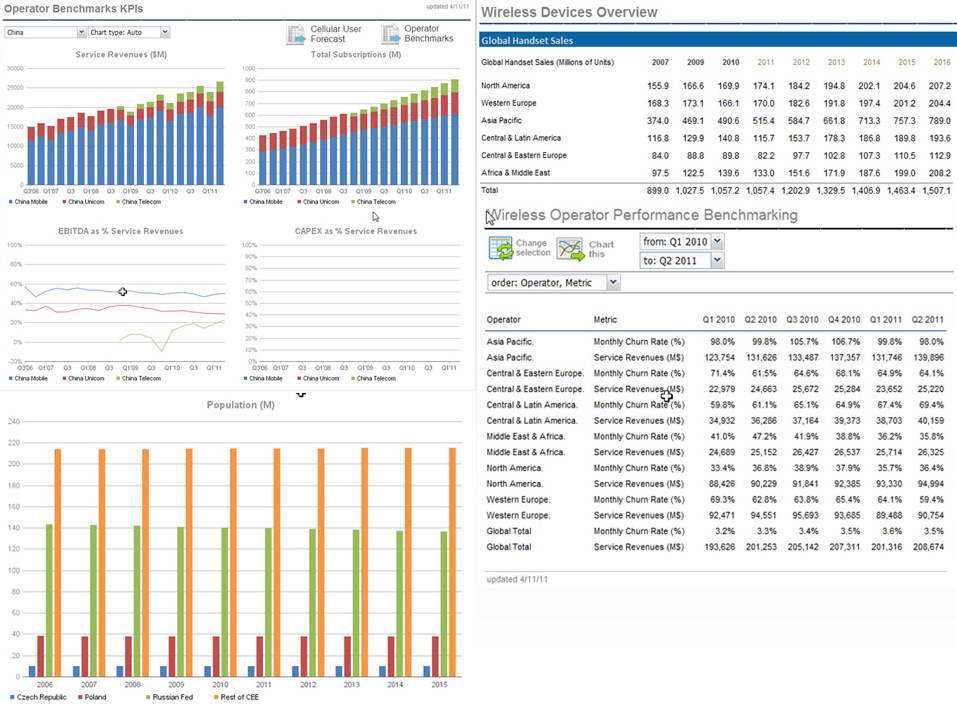 Operator Benchmarks KPIs
updated 4/11/11
China
Chart type: Auto
Cellular User
Forecast
Operator
Benchmarks
Service Revenues ($M)
30000
25000
20000
15000
10000
5000
0
Q3'06 Q1'07 Q3 Q1'08 Q3 Q1'09 Q3 Q1'10 Q3 Q1'11
China Mobile China Unicom China Telecom
Total Subscriptions (M)
1000
900
800
700
600
500
400
300
200
100
0
Q3'06 Q1'07 Q3 Q1'08 Q3 Q1'09 Q3 Q1'10 Q3 Q1'11
China Mobile China Unicom China Telecom
EBITDA as % Service Revenues
100%
80%
60%
40%
20%
0%
-20%
Q3'06 Q1'07 Q3 Q1'08 Q3 Q1'09 Q3 Q1'10 Q3 Q1'11
China Mobile China Unicom China Telecom
CAPEX as % Service Revenues
100%
90%
80%
70%
60%
50%
40%
30%
20%
10%
0%
Q3'06 Q1'07 Q3 Q1'08 Q3 Q1'09 Q3 Q1'10 Q3 Q1'11
China Mobile China Unicom China Telecom
Population (M)
240
220
200
180
160
140
120
100
80
60
40
20
0
2006 2007 2008 2009 2010 2011 2012 2013 2014 2015
Czech Republic Poland Russian Fed Rest of CEE
Wireless Devices Overview
Global Handset Sales
Global Handset Sales (Millions of Units) 2007 2009 2010 2011 2012 2013 2014 2015 2016
North America 155.9 166.6 169.9 174.1 184.2 194.8 202.1 204.6 207.2
Western Europe 168.3 173.1 166.1 170.0 182.6 191.8 197.4 201.2 204.4
Asia Pacific 374.0 469.1 490.6 515.4 584.7 661.8 713.3 757.3 789.0
Central & Latin America 116.8 129.9 140.8 115.7 153.7 178.3 186.8 189.8 193.6
Central & Eastern Europe 84.0 88.8 89.8 82.2 97.7 102.8 107.3 110.5 112.9
Africa & Middle East 97.5 122.5 139.6 133.0 151.6 171.9 187.6 199.0 218.2
Total 899.0 1,027.5 1,057.2 1,057.4 1,202.9 1,329.5 1,406.9 1,463.4 1,507.1
Wireless Operator Performance Benchmarking
Change
selection
Chart
this
from: Q1 2010
to: Q2 2011
order: Operator, Metric
Operator Metric Q1 2010 Q2 2010 Q3 2010 Q4 2010 Q1 2011 Q2 2011
Asia Pacific. Monthly Churn Rate (%) 98.0% 99.8% 105.7% 106.7% 99.8% 98.0%
Asia Pacific. Service Revenues (M$) 123,754 131,626 133,487 137,357 131,746 139,896
Central & Eastern Europe. Monthly Churn Rate (%) 71.4% 61.5% 64.6% 68.1% 64.9% 64.1%
Central & Eastern Europe. Service Revenues (M$) 22,979 24,663 25,672 25,284 23,652 25,220
Central & Latin America. Monthly Churn Rate (%) 59.8% 61.1% 65.1% 64.9% 67.4% 69.4%
Central & Latin America. Service Revenues (M$) 34,932 36,286 37,164 39,373 38,703 40,159
Middle East & Africa. Monthly Churn Rate (%) 41.0% 47.2% 41.9% 38.8% 36.2% 35.8%
Middle East & Africa. Service Revenues (M$) 24,689 25,152 26,427 26,537 25,714 26,325
North America. Monthly Churn Rate (%) 33.4% 36.8% 38.9% 37.9% 35.7% 36.4%
North America. Service Revenues (M$) 88,426 90,229 91,841 92,385 93,330 94,994
Western Europe. Monthly Churn Rate (%) 69.3% 62.8% 63.8% 65.4% 64.1% 59.4%
Western Europe. Service Revenues (M$) 92,471 94,551 95,693 93,685 89,488 90,754
Global Total Monthly Churn Rate (%) 3.2% 3.3% 3.4% 3.5% 3.6% 3.5%
Global Total Service Revenues (M$) 193,626 201,253 205,142 207,311 201,316 208,674
updated 4/11/11